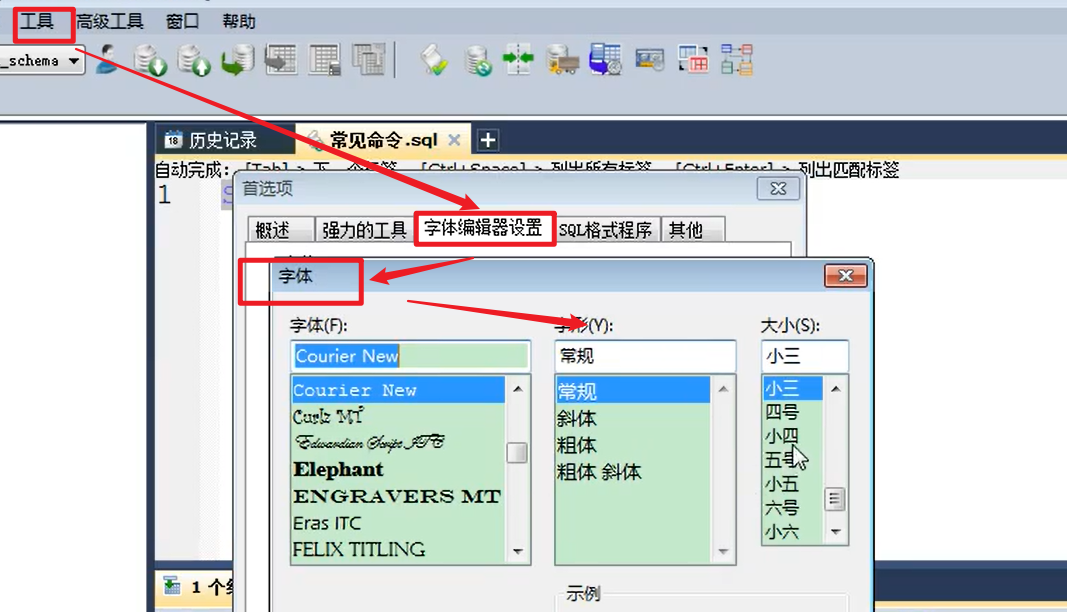 工具 高级工具 窗口 帮助
_schema
18 历史记录 常见命令.sql
自动完成: [Tab]-> 下一个标签, [Ctrl+Space]-> 列出所有标签, [Ctrl+Enter]-> 列出匹配标签
1 S
首选项
概述 强力的工具 字体编辑器设置 SQL格式程序 其他
字体
字体(F): 字形(Y): 大小(S):
Courier New 常规 小三
Courier New 常规 小三
Curlz MT 斜体 四号
Edwardian Script ITC 粗体 小四
Elephant 粗体 斜体 五号
ENGRAVERS MT 小五
Eras ITC 六号
FELIX TITLING 小六
示例
1 个